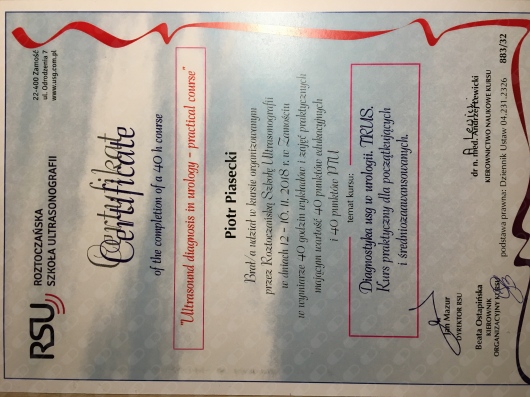 RSU
ROZTOCZAŃSKA
SZKOŁA ULTRASONOGRAFII
22-400 Zamość
ul. Odrodzenia 7
www.usg.com.pl
Certyfikat
Certificate
of the completion of a 40 h course
"Ultrasound diagnosis in urology - practical course"
Piotr Piasecki
Brał/a udział w kursie organizowanym
przez Roztoczańską Szkołę Ultrasonografii
w dniach 12 - 16. 11. 2018 r. w Zamościu
w wymiarze 40 godzin wykładów i zajęć praktycznych
mającym wartość 40 punktów edukacyjnych
i 40 punktów PTU
temat kursu:
Diagnostyka usg w urologii. TRUS.
Kurs praktyczny dla początkujących
i średniozaawansowanych.
Jan Mazur
DYREKTOR RSU
Beata Ostapińska
KIEROWNIK
ORGANIZACYJNY KURSU
dr n. med. Andrzej Lewicki
KIEROWNICTWO NAUKOWE KURSU
podstawa prawna: Dziennik Ustaw 04.231.2326
883/32